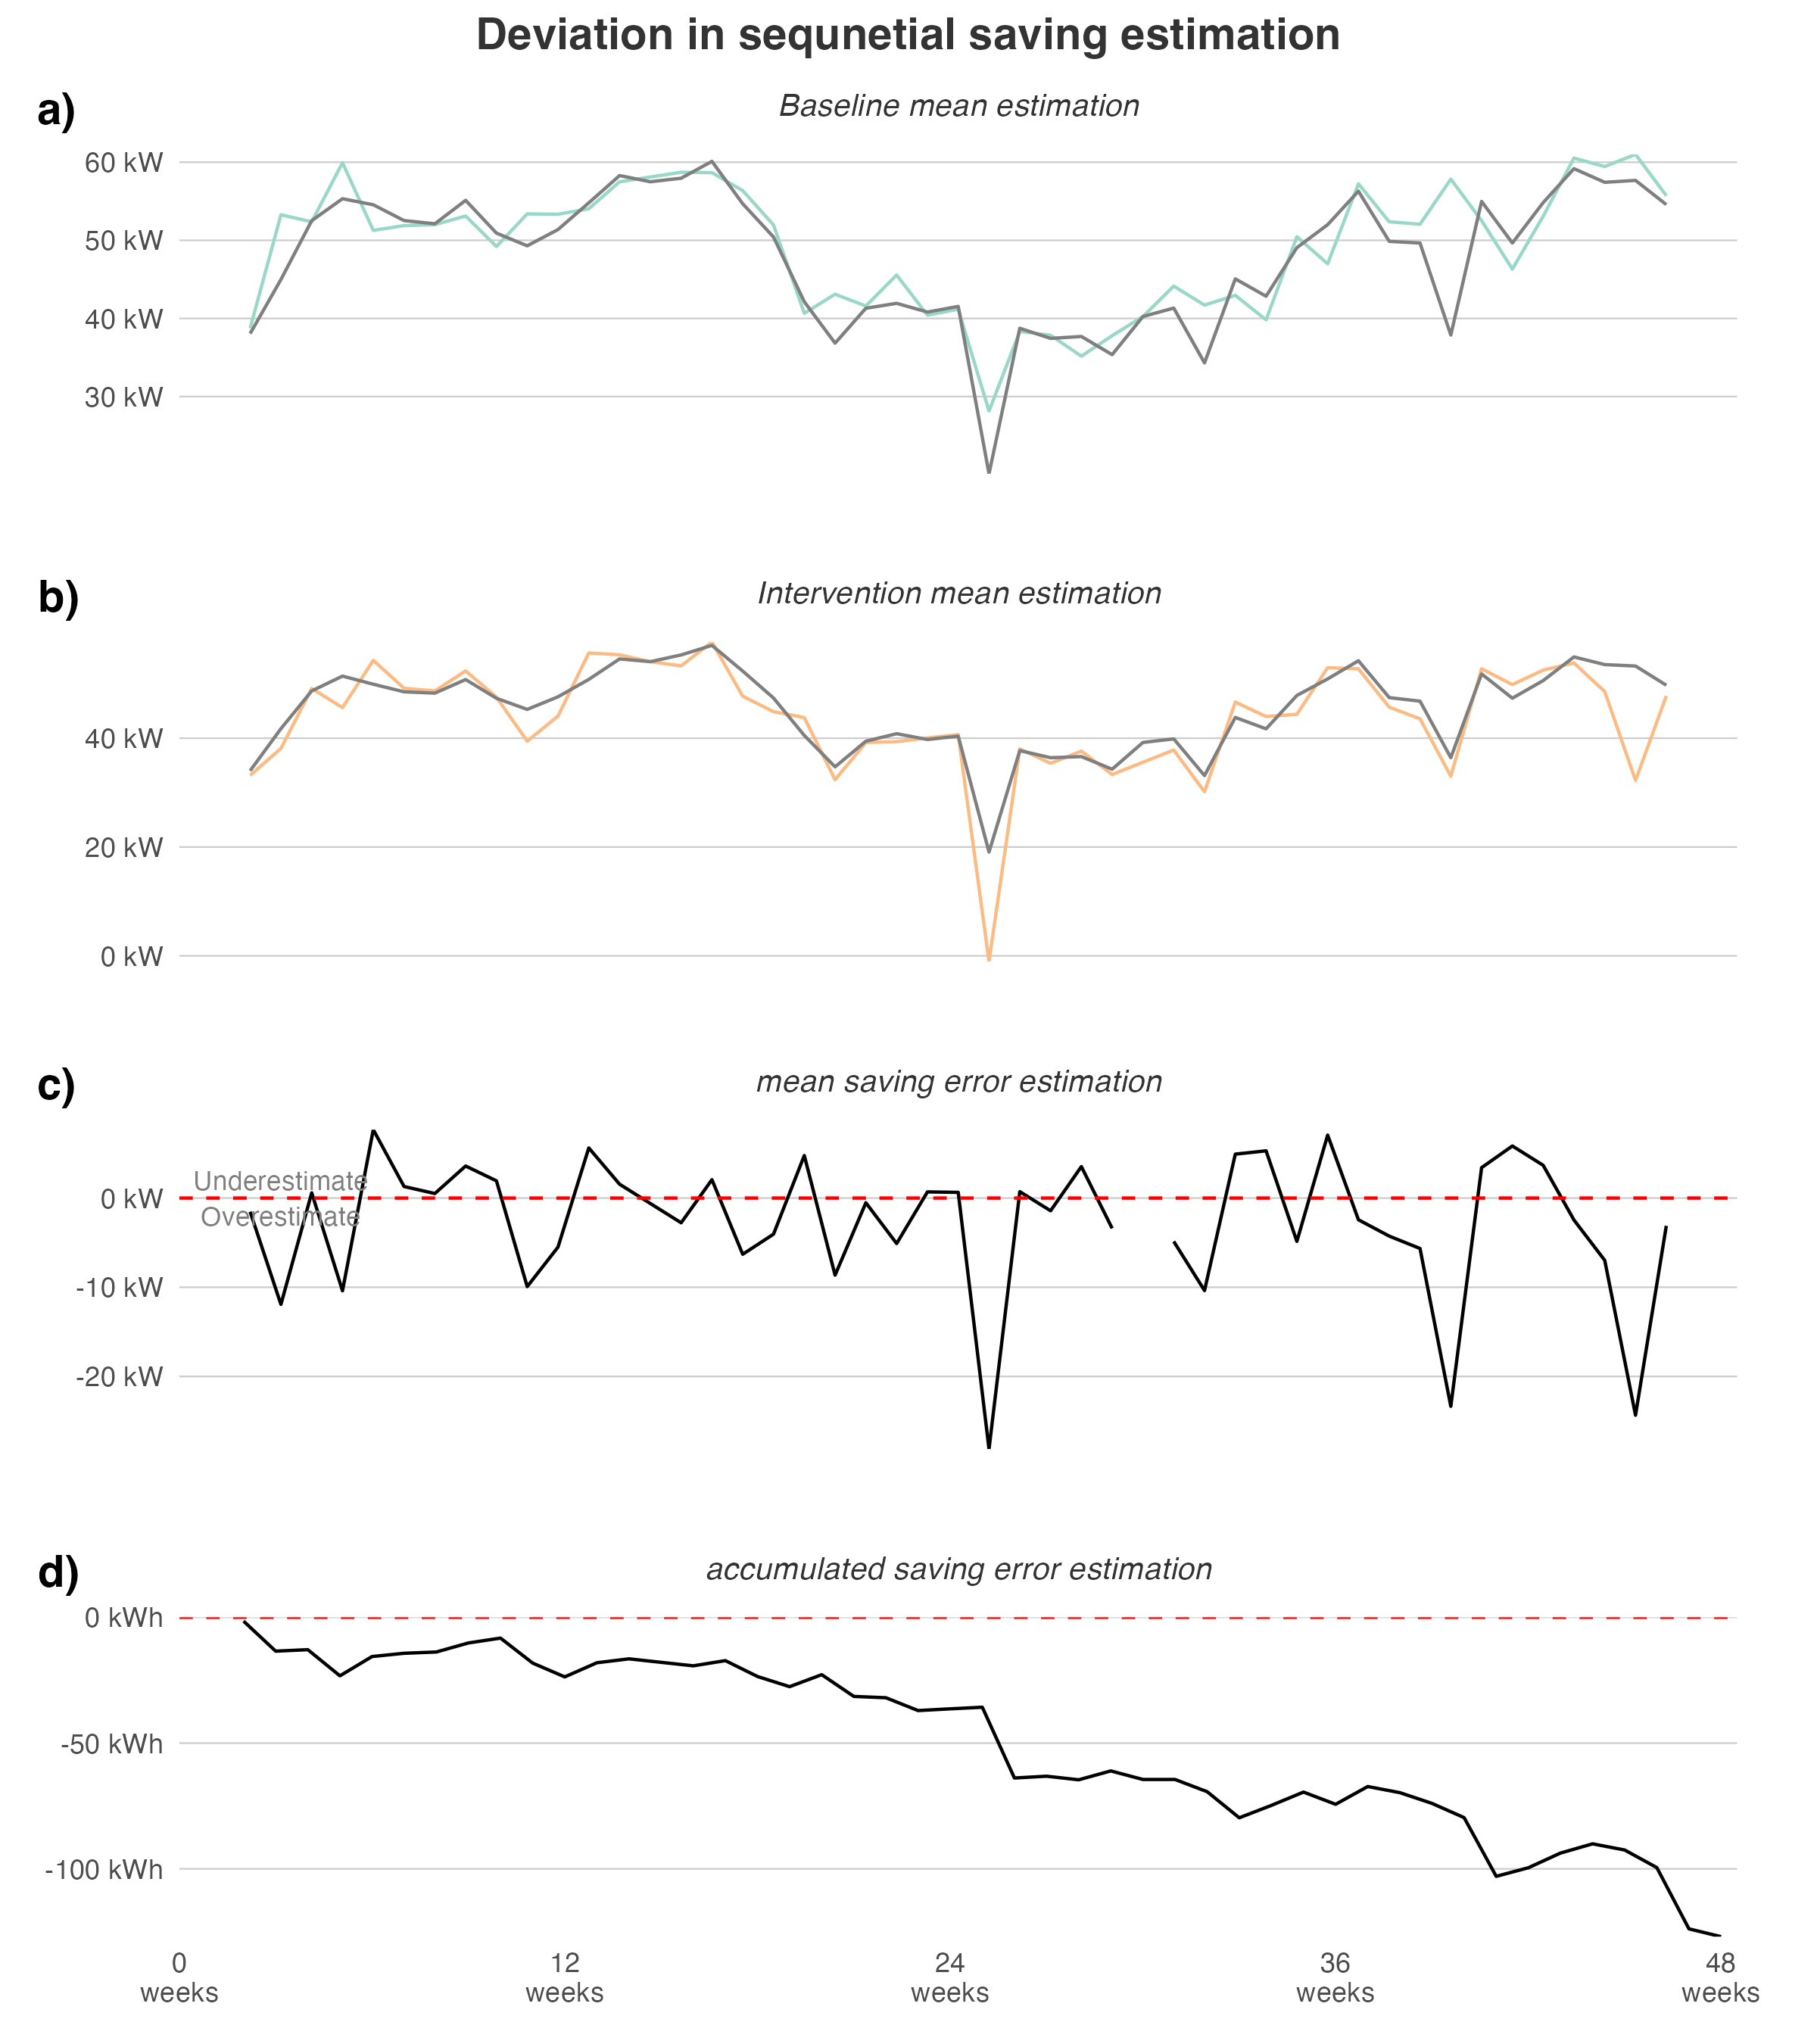 Deviation in sequnetial saving estimation
a)
Baseline mean estimation
60 kW
50 kW
40 kW
30 kW
b)
Intervention mean estimation
40 kW
20 kW
0 kW
c)
mean saving error estimation
Underestimate
0 kW
Overestimate
-10 kW
-20 kW
d)
accumulated saving error estimation
0 kWh
-50 kWh
-100 kWh
0 12 24 36 48
weeks weeks weeks weeks weeks